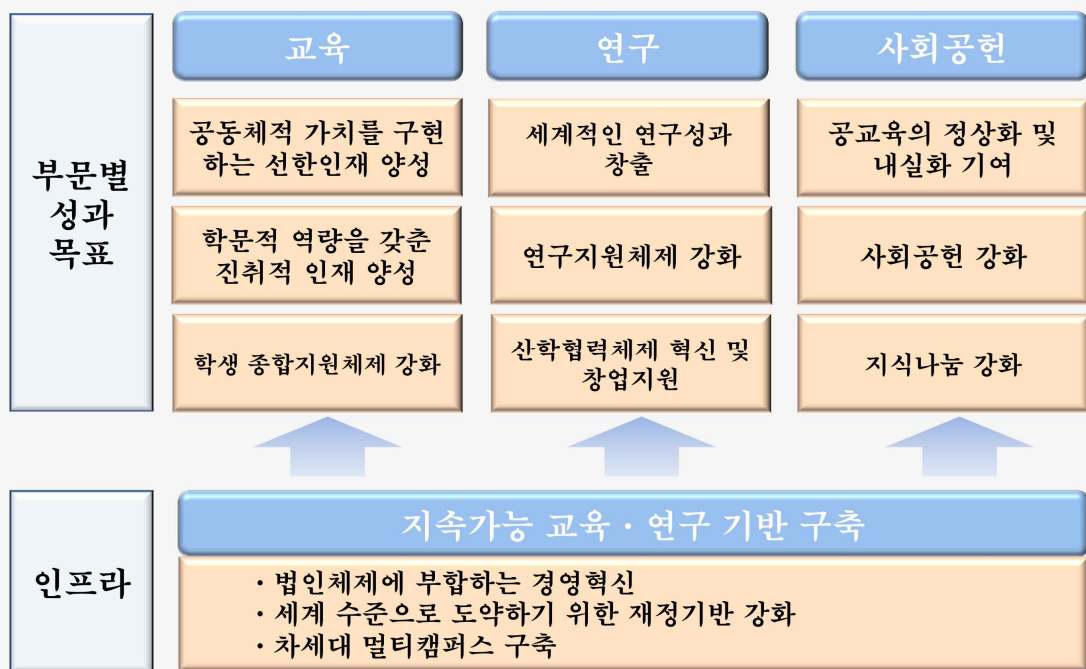 부문별
성과
목표
교육
공동체적 가치를 구현
하는 선한인재 양성
학문적 역량을 갖춘
진취적 인재 양성
학생 종합지원체제 강화
연구
세계적인 연구성과
창출
연구지원체제 강화
산학협력체제 혁신 및
창업지원
사회공헌
공교육의 정상화 및
내실화 기여
사회공헌 강화
지식나눔 강화
인프라
지속가능 교육 · 연구 기반 구축
· 법인체제에 부합하는 경영혁신
· 세계 수준으로 도약하기 위한 재정기반 강화
· 차세대 멀티캠퍼스 구축